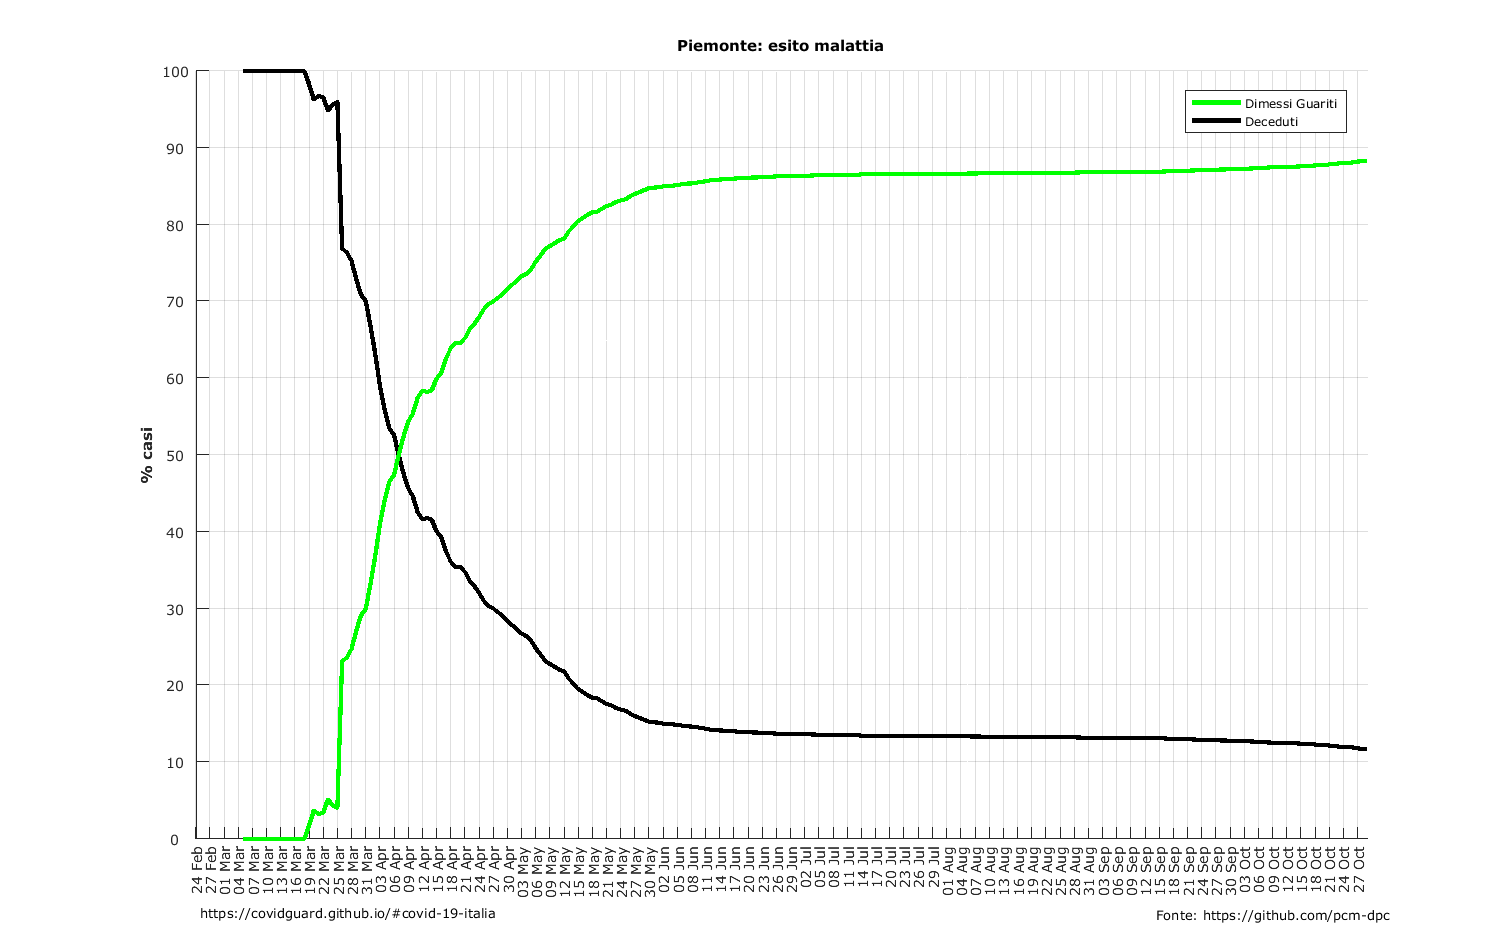 Piemonte: esito malattia
100
90
80
70
60
50
40
30
20
10
0
% casi
Dimessi Guariti
Deceduti
24 Feb
27 Feb
01 Mar
04 Mar
07 Mar
10 Mar
13 Mar
16 Mar
19 Mar
22 Mar
25 Mar
28 Mar
31 Mar
03 Apr
06 Apr
09 Apr
12 Apr
15 Apr
18 Apr
21 Apr
24 Apr
27 Apr
30 Apr
03 May
06 May
09 May
12 May
15 May
18 May
21 May
24 May
27 May
30 May
02 Jun
05 Jun
08 Jun
11 Jun
14 Jun
17 Jun
20 Jun
23 Jun
26 Jun
29 Jun
02 Jul
05 Jul
08 Jul
11 Jul
14 Jul
17 Jul
20 Jul
23 Jul
26 Jul
29 Jul
01 Aug
04 Aug
07 Aug
10 Aug
13 Aug
16 Aug
19 Aug
22 Aug
25 Aug
28 Aug
31 Aug
03 Sep
06 Sep
09 Sep
12 Sep
15 Sep
18 Sep
21 Sep
24 Sep
27 Sep
30 Sep
03 Oct
06 Oct
09 Oct
12 Oct
15 Oct
18 Oct
21 Oct
24 Oct
27 Oct
https://covidguard.github.io/#covid-19-italia
Fonte: https://github.com/pcm-dpc